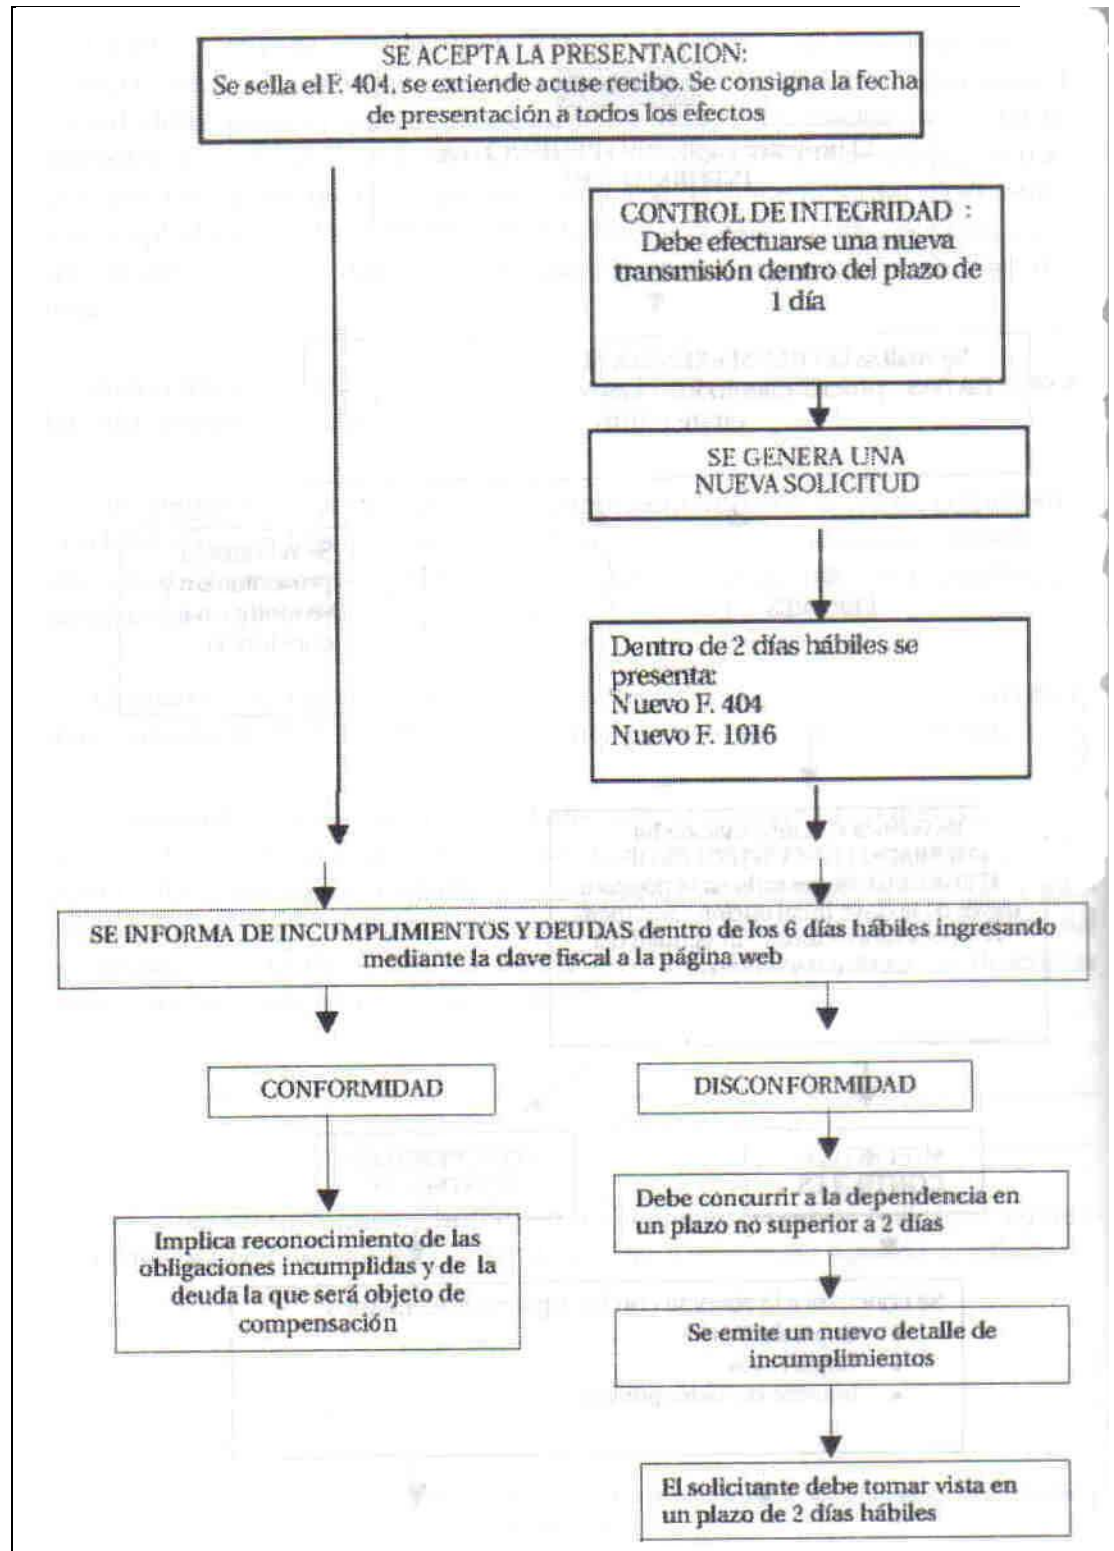 SE ACEPTA LA PRESENTACION:
Se sella el F. 404, se extiende acuse recibo. Se consigna la fecha
de presentación a todos los efectos
CONTROL DE INTEGRIDAD :
Debe efectuarse una nueva
transmisión dentro del plazo de
1 día
SE GENERA UNA
NUEVA SOLICITUD
Dentro de 2 días hábiles se
presenta:
Nuevo F. 404
Nuevo F. 1016
SE INFORMA DE INCUMPLIMIENTOS Y DEUDAS dentro de los 6 días hábiles ingresando
mediante la clave fiscal a la página web
CONFORMIDAD
DISCONFORMIDAD
Implica reconocimiento de las
obligaciones incumplidas y de la
deuda la que será objeto de
compensación
Debe concurrir a la dependencia en
un plazo no superior a 2 días
Se emite un nuevo detalle de
incumplimientos
El solicitante debe tomar vista en
un plazo de 2 días hábiles